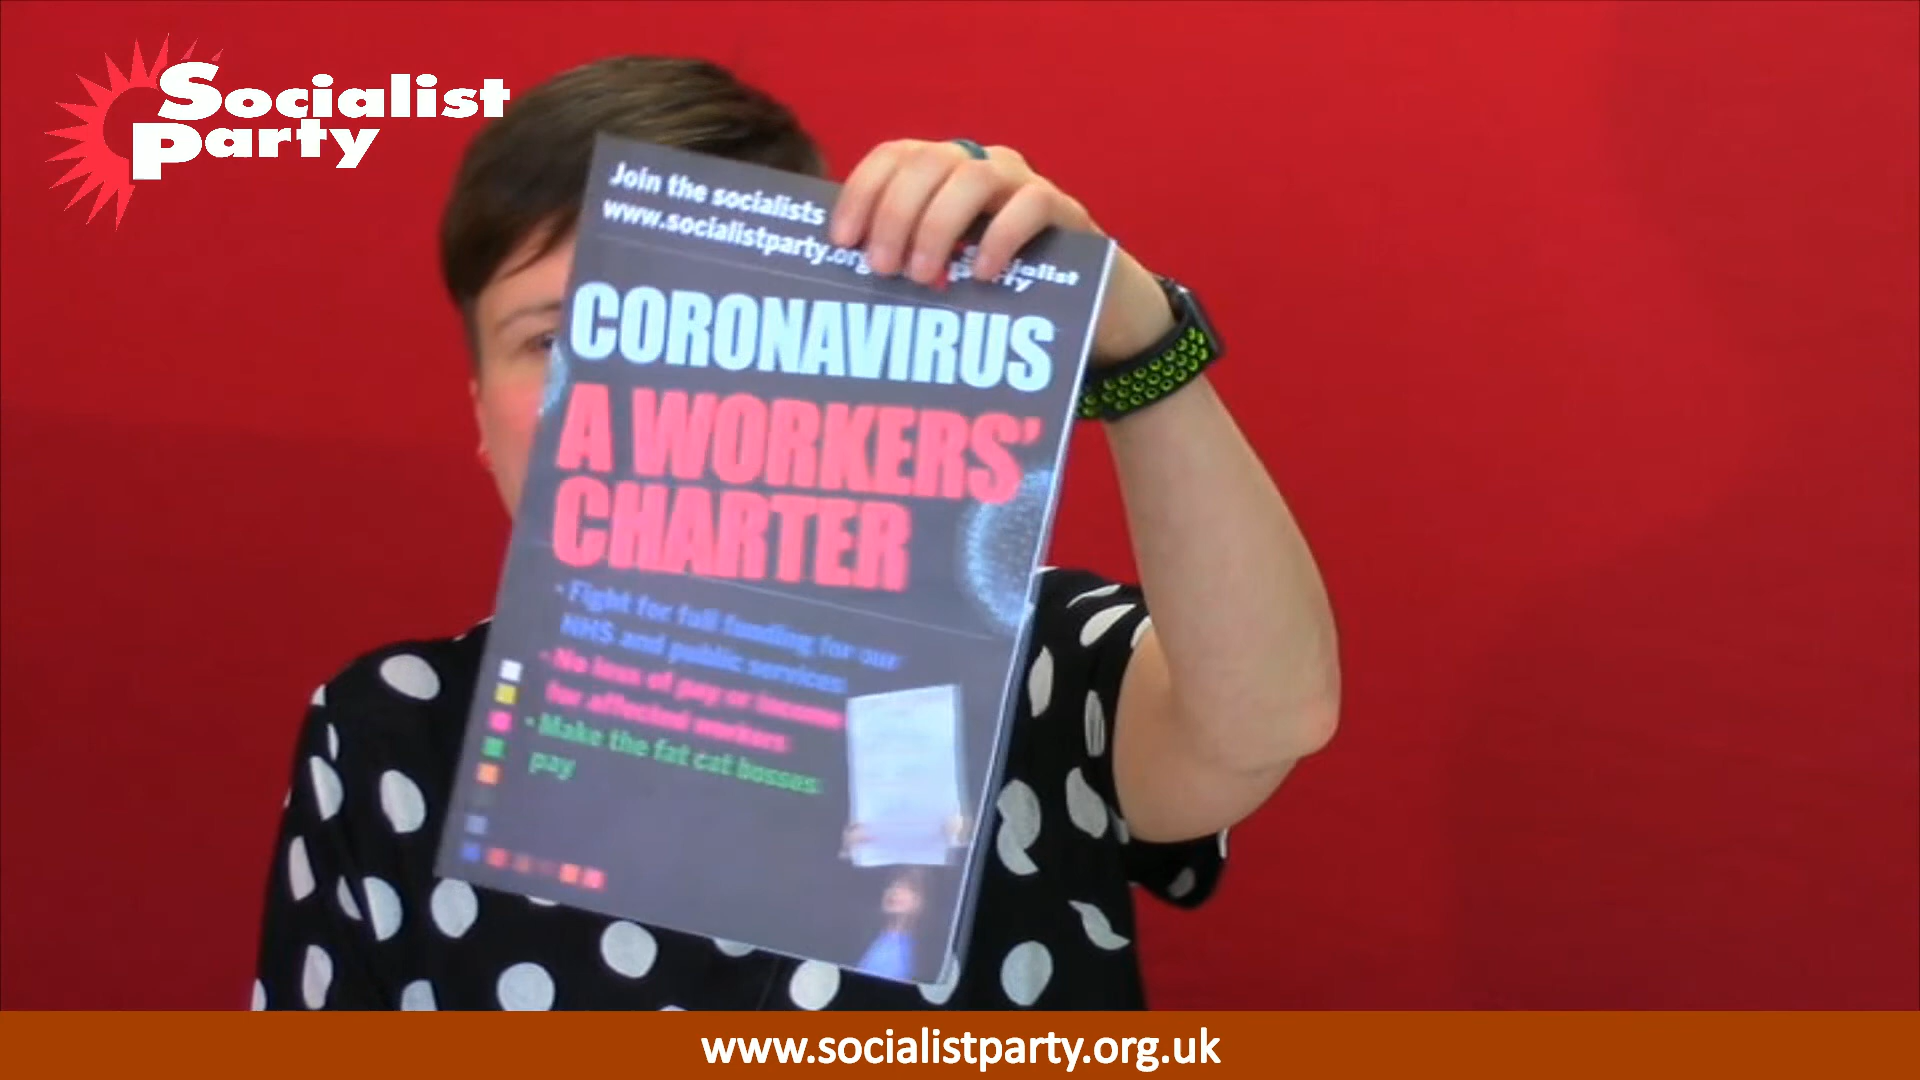 Socialist
Party
Join the socialists
www.socialistparty.org
Socialist
Party
CORONAVIRUS
A WORKERS'
CHARTER
• Fight for full funding for our
NHS and public services
• No loss of pay or income
for affected workers
• Make the fat cat bosses
pay
www.socialistparty.org.uk